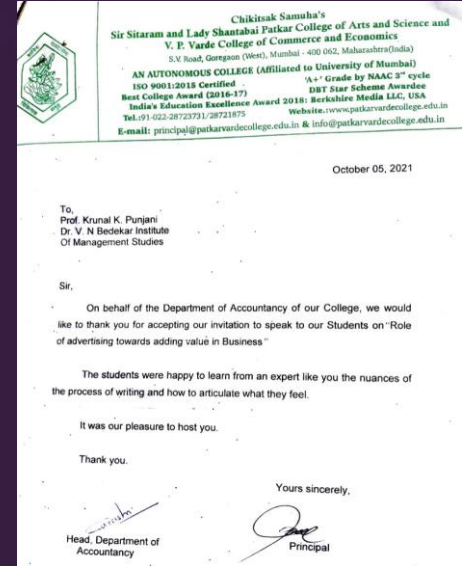 Chikitsak Samuha's
Sir Sitaram and Lady Shantabai Patkar College of Arts and Science and
V. P. Varde College of Commerce and Economics
S.V. Road, Goregaon (West), Mumbai - 400 062, Maharashtra(India)
AN AUTONOMOUS COLLEGE (Affiliated to University of Mumbai)
ISO 9001:2015 Certified 'A+' Grade by NAAC 3rd cycle
Best College Award (2016-17) DBT Star Scheme Awardee
India's Education Excellence Award 2018: Berkshire Media LLC, USA
Tel.:91-022-28723731/28721875 Website.:www.patkarvardecollege.edu.in
E-mail: principal@patkarvardecollege.edu.in & info@patkarvardecollege.edu.in
October 05, 2021
To,
Prof. Krunal K. Punjani
Dr. V. N Bedekar Institute
Of Management Studies
Sir,
On behalf of the Department of Accountancy of our College, we would
like to thank you for accepting our invitation to speak to our Students on "Role
of advertising towards adding value in Business"
The students were happy to learn from an expert like you the nuances of
the process of writing and how to articulate what they feel.
It was our pleasure to host you.
Thank you.
Yours sincerely,
Head, Department of
Accountancy
Principal